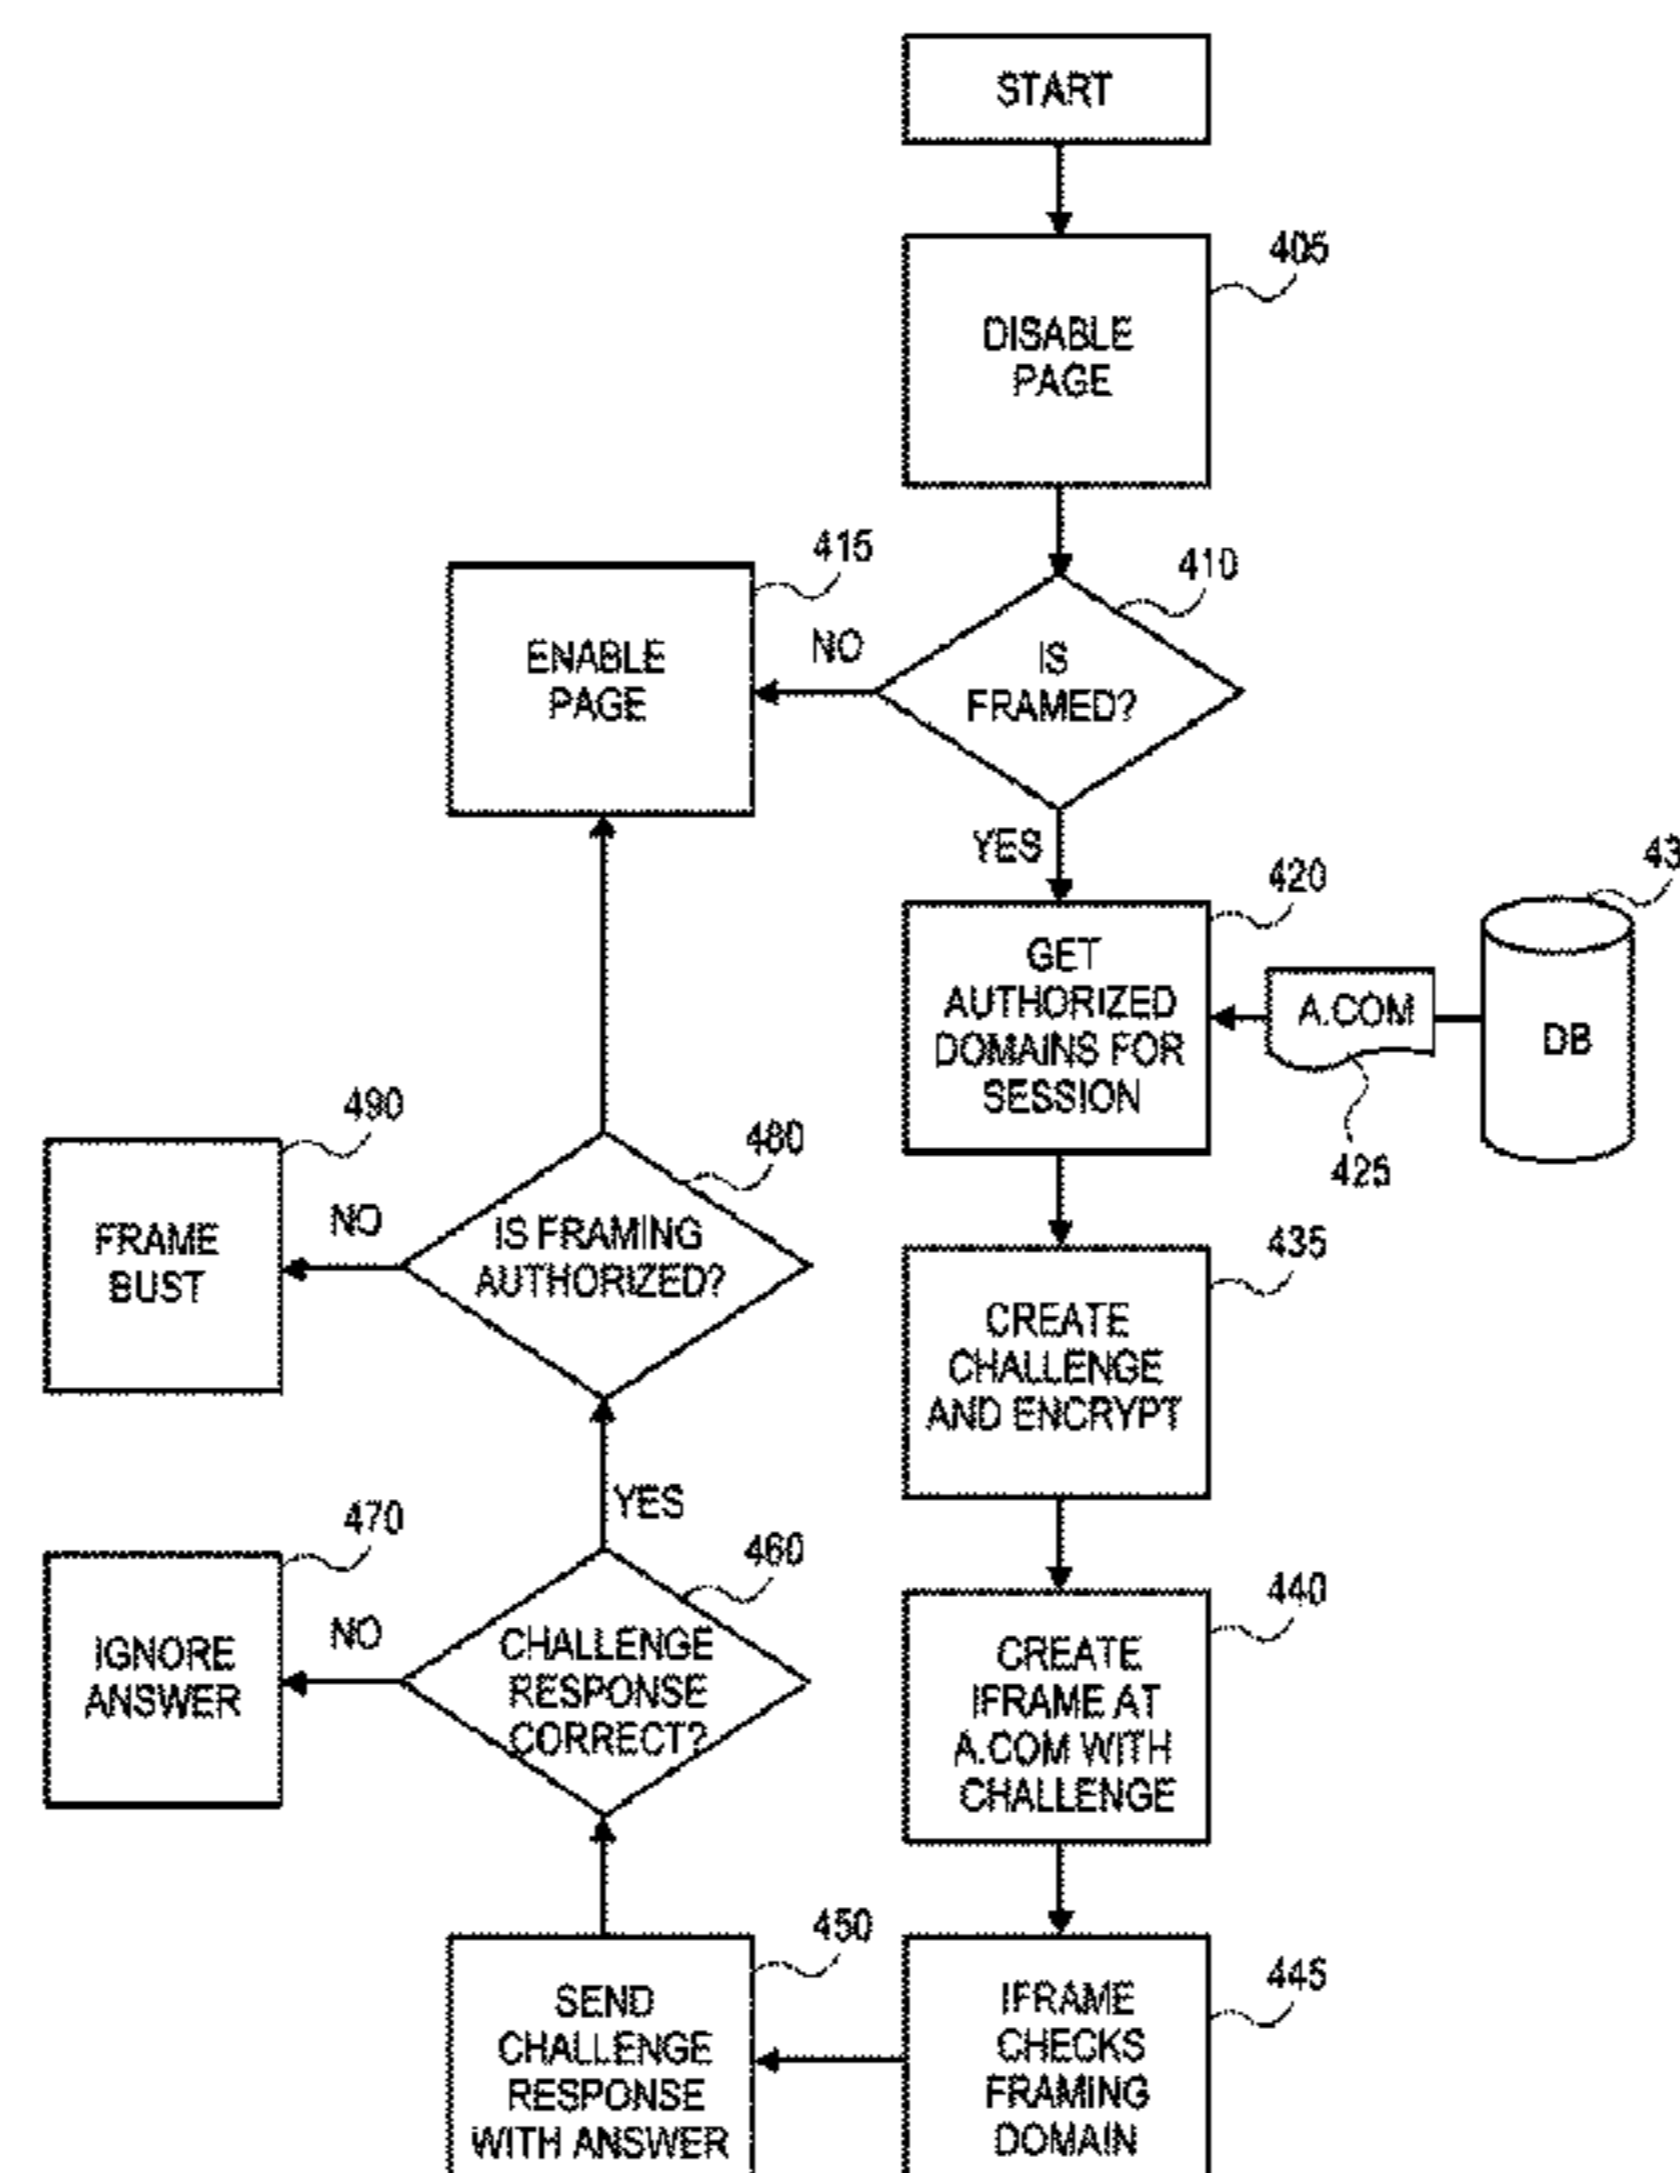 START
405
DISABLE
PAGE
415
410
ENABLE
PAGE
NO
IS
FRAMED?
YES
420
43
GET
AUTHORIZED
DOMAINS FOR
SESSION
A.COM
DB
425
490
480
FRAME
BUST
NO
IS FRAMING
AUTHORIZED?
435
CREATE
CHALLENGE
AND ENCRYPT
YES
470
460
IGNORE
ANSWER
NO
CHALLENGE
RESPONSE
CORRECT?
440
CREATE
IFRAME AT
A.COM WITH
CHALLENGE
450
SEND
CHALLENGE
RESPONSE
WITH ANSWER
445
IFRAME
CHECKS
FRAMING
DOMAIN